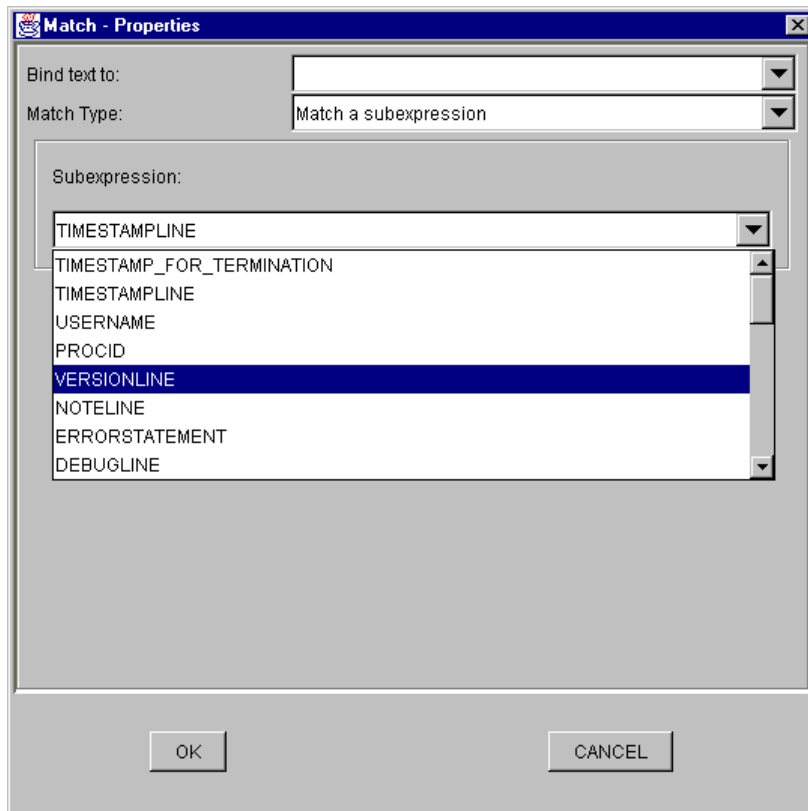 Match - Properties
Bind text to:
Match Type: Match a subexpression
Subexpression:
TIMESTAMPLINE
TIMESTAMP_FOR_TERMINATION
TIMESTAMPLINE
USERNAME
PROCID
VERSIONLINE
NOTELINE
ERRORSTATEMENT
DEBUGLINE
OK CANCEL